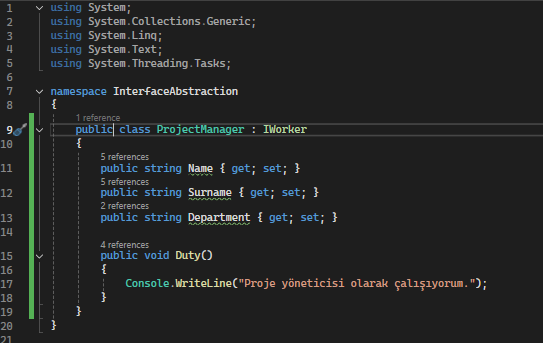 1 using System;
2 using System.Collections.Generic;
3 using System.Linq;
4 using System.Text;
5 using System.Threading.Tasks;
6
7 namespace InterfaceAbstraction
8 {
1 reference
9 public class ProjectManager : IWorker
10 {
5 references
11 public string Name { get; set; }
5 references
12 public string Surname { get; set; }
2 references
13 public string Department { get; set; }
14
4 references
15 public void Duty()
16 {
17 Console.WriteLine("Proje yöneticisi olarak çalışıyorum.");
18 }
19 }
20 }
21